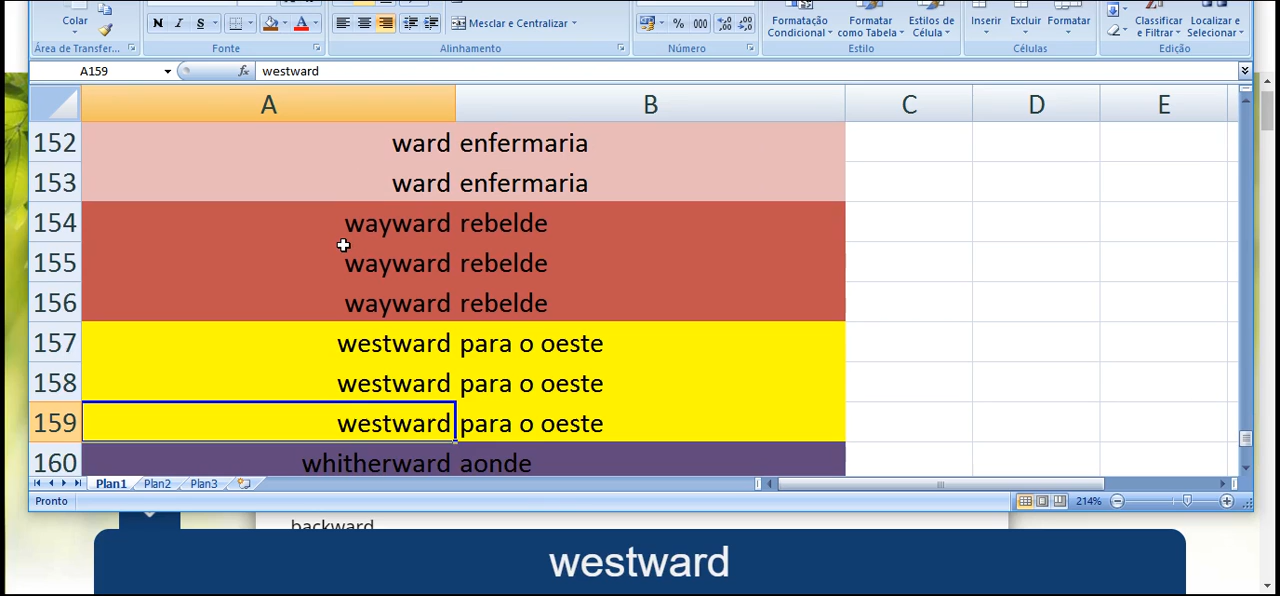 Colar
N I S
Mesclar e Centralizar
% 000
Formatação Condicional
Formatar como Tabela
Estilos de Célula
Inserir
Excluir
Formatar
Classificar e Filtrar
Localizar e Selecionar
Área de Transfer...
Fonte
Alinhamento
Número
Estilo
Células
Edição
A159 fx westward
A B C D E
152 ward enfermaria
153 ward enfermaria
154 wayward rebelde
155 wayward rebelde
156 wayward rebelde
157 westward para o oeste
158 westward para o oeste
159 westward para o oeste
160 whitherward aonde
Plan1 Plan2 Plan3
Pronto 214%
backward
westward